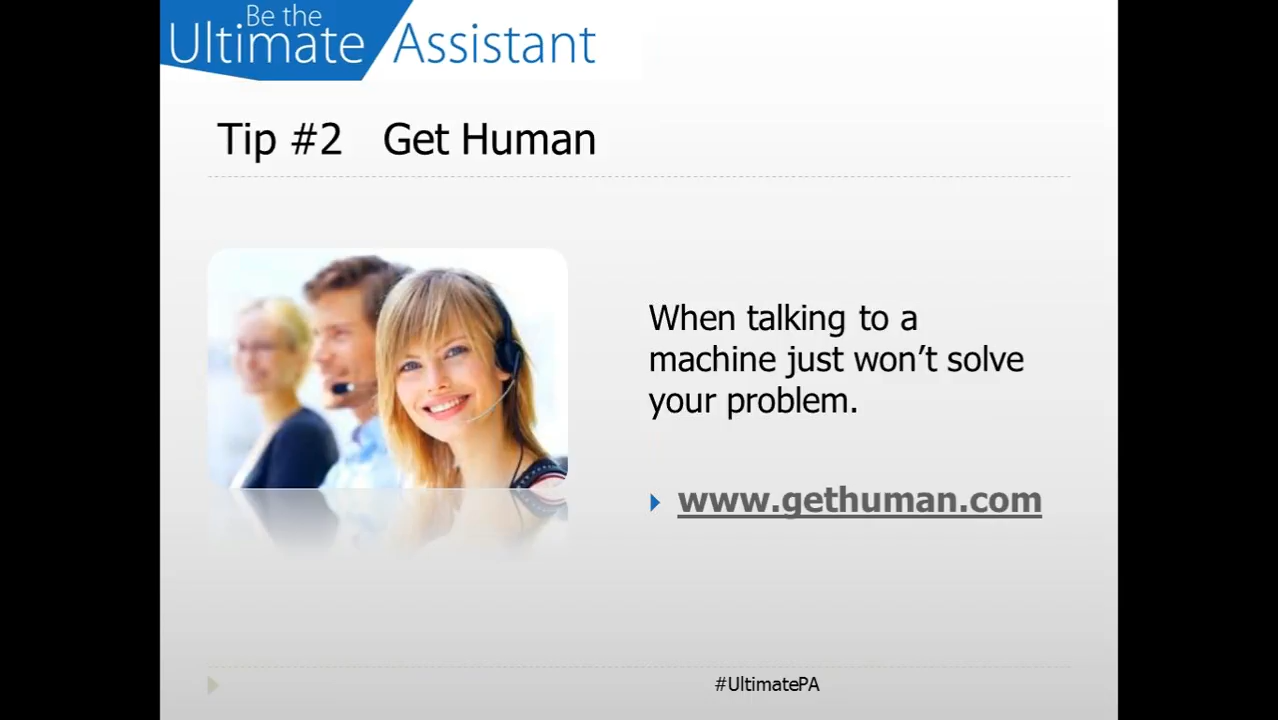 Be the
Ultimate Assistant
Tip #2 Get Human
When talking to a
machine just won’t solve
your problem.
www.gethuman.com
#UltimatePA